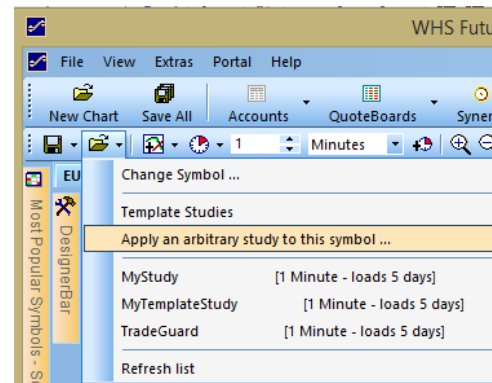 WHS Futu
File View Extras Portal Help
New Chart Save All Accounts QuoteBoards Syner
1 Minutes
EU
Change Symbol ...
Template Studies
Apply an arbitrary study to this symbol ...
MyStudy [1 Minute - loads 5 days]
MyTemplateStudy [1 Minute - loads 5 days]
TradeGuard [1 Minute - loads 5 days]
Refresh list
Most Popular Symbols - S
DesignerBar